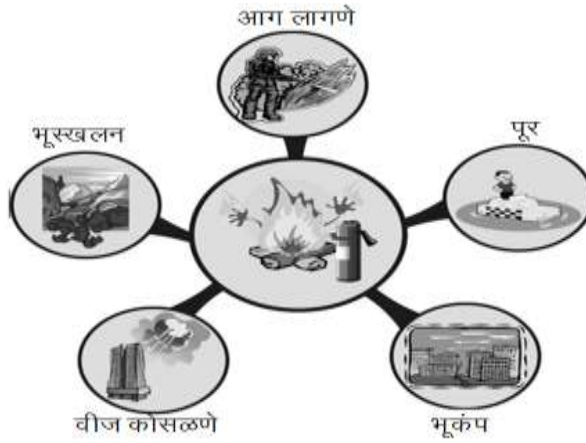 आग लागणे
भूस्खलन
पूर
वीज कोसळणे
भूकंप